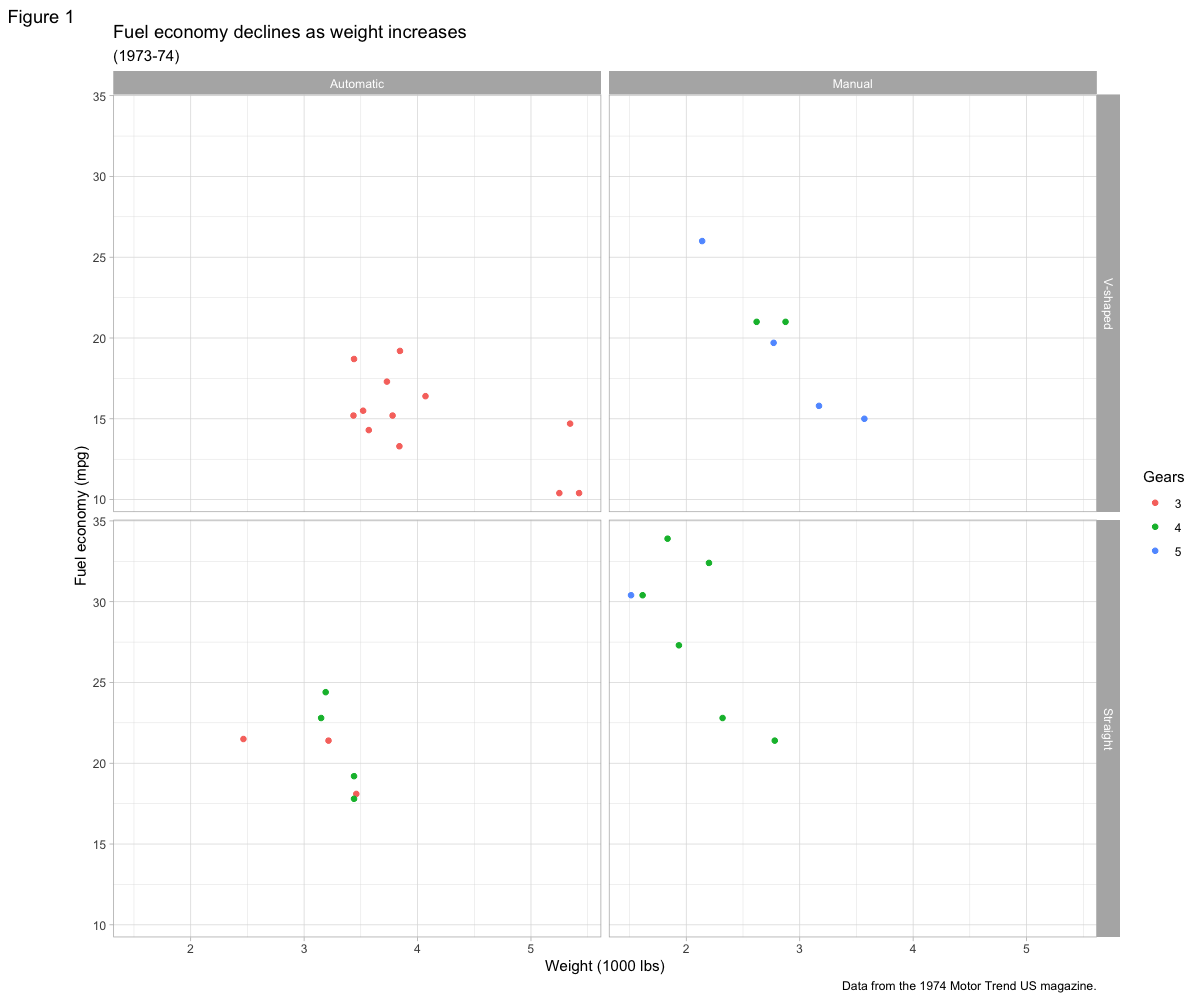 Figure 1
Fuel economy declines as weight increases
(1973-74)
Automatic
Manual
35
30
25
20
15
10
V-shaped
Fuel economy (mpg)
35
30
25
20
15
10
Straight
Gears
3
4
5
2 3 4 5
2 3 4 5
Weight (1000 lbs)
Data from the 1974 Motor Trend US magazine.